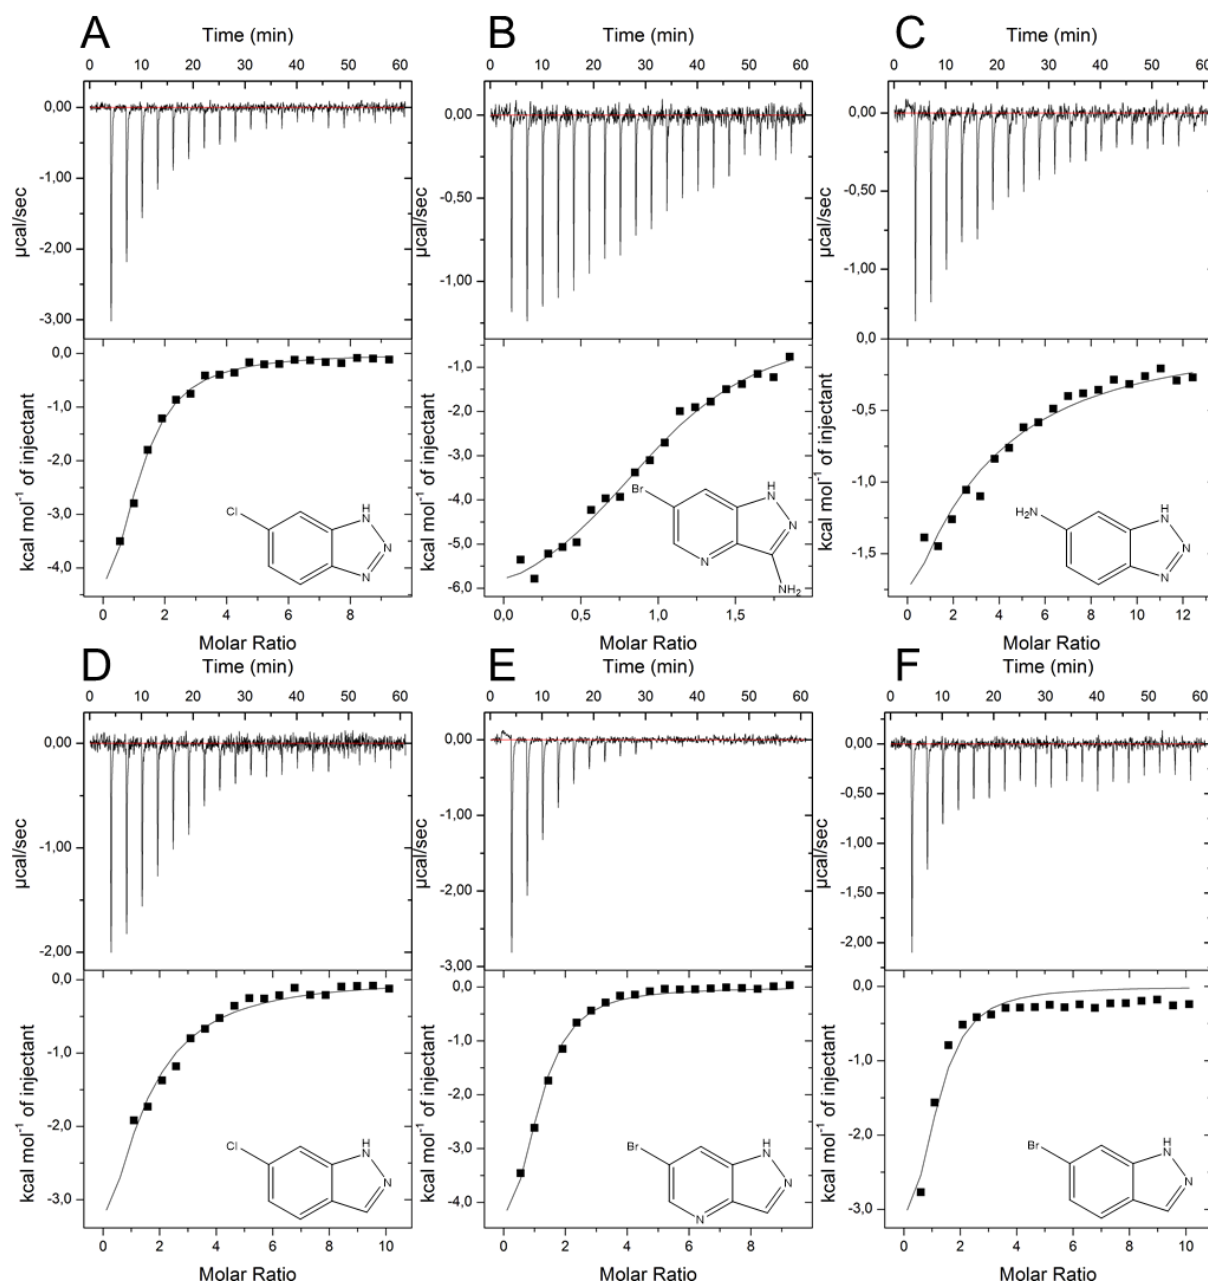 A
Time (min)
0 10 20 30 40 50 60
0,00
-1,00
-2,00
-3,00
µcal/sec
0,0
-1,0
-2,0
-3,0
-4,0
kcal mol⁻¹ of injectant
Cl
H
N
N
N
0 2 4 6 8
Molar Ratio
B
Time (min)
0 10 20 30 40 50 60
0,00
-0,50
-1,00
µcal/sec
-1,0
-2,0
-3,0
-4,0
-5,0
-6,0
kcal mol⁻¹ of injectant
Br
H
N
N
N
NH₂
0,0 0,5 1,0 1,5
Molar Ratio
C
Time (min)
0 10 20 30 40 50 60
0,00
-0,50
-1,00
µcal/sec
0,0
-0,5
-1,0
-1,5
kcal mol⁻¹ of injectant
H₂N
H
N
N
N
0 2 4 6 8 10 12
Molar Ratio
D
Time (min)
0 10 20 30 40 50 60
0,00
-1,00
-2,00
µcal/sec
0,0
-1,0
-2,0
-3,0
kcal mol⁻¹ of injectant
Cl
H
N
N
0 2 4 6 8 10
Molar Ratio
E
Time (min)
0 10 20 30 40 50 60
0,00
-1,00
-2,00
-3,00
µcal/sec
0,0
-1,0
-2,0
-3,0
-4,0
kcal mol⁻¹ of injectant
Br
H
N
N
N
0 2 4 6 8
Molar Ratio
F
Time (min)
0 10 20 30 40 50 60
0,00
-0,50
-1,00
-1,50
-2,00
µcal/sec
0,0
-1,0
-2,0
-3,0
kcal mol⁻¹ of injectant
Br
H
N
N
0 2 4 6 8 10
Molar Ratio